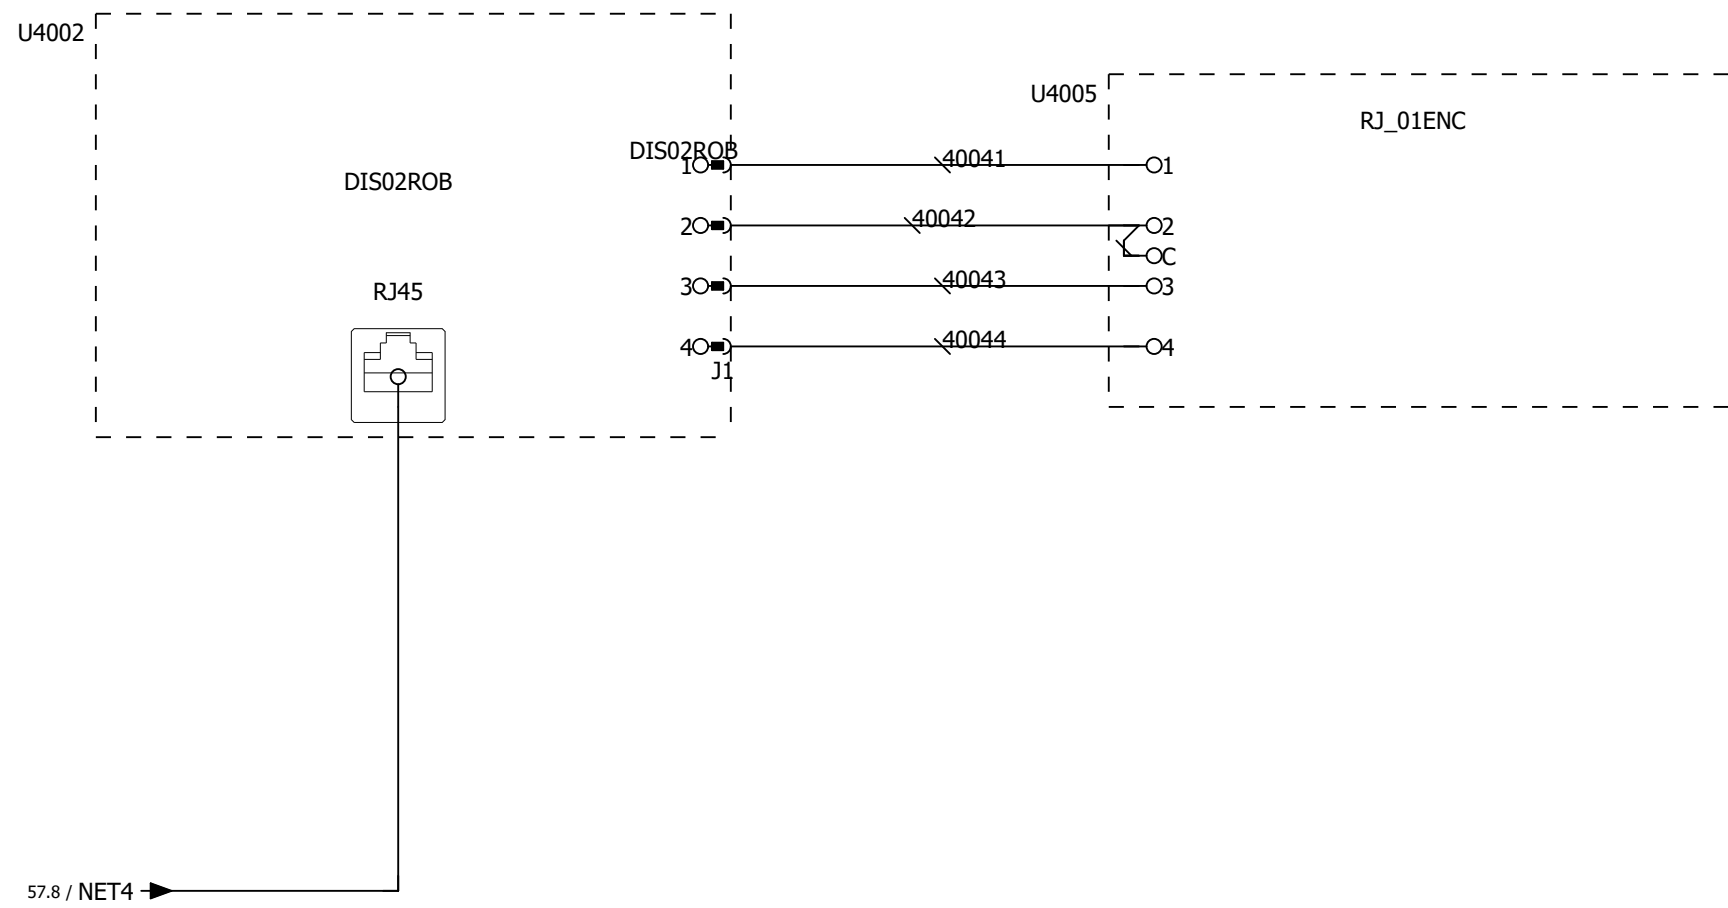 U4002
U4005
RJ_01ENC
DIS02ROB
DIS02ROB
1 40041 1
2 40042 2
C
3 40043 3
4 40044 4
J1
RJ45
57.8 / NET4